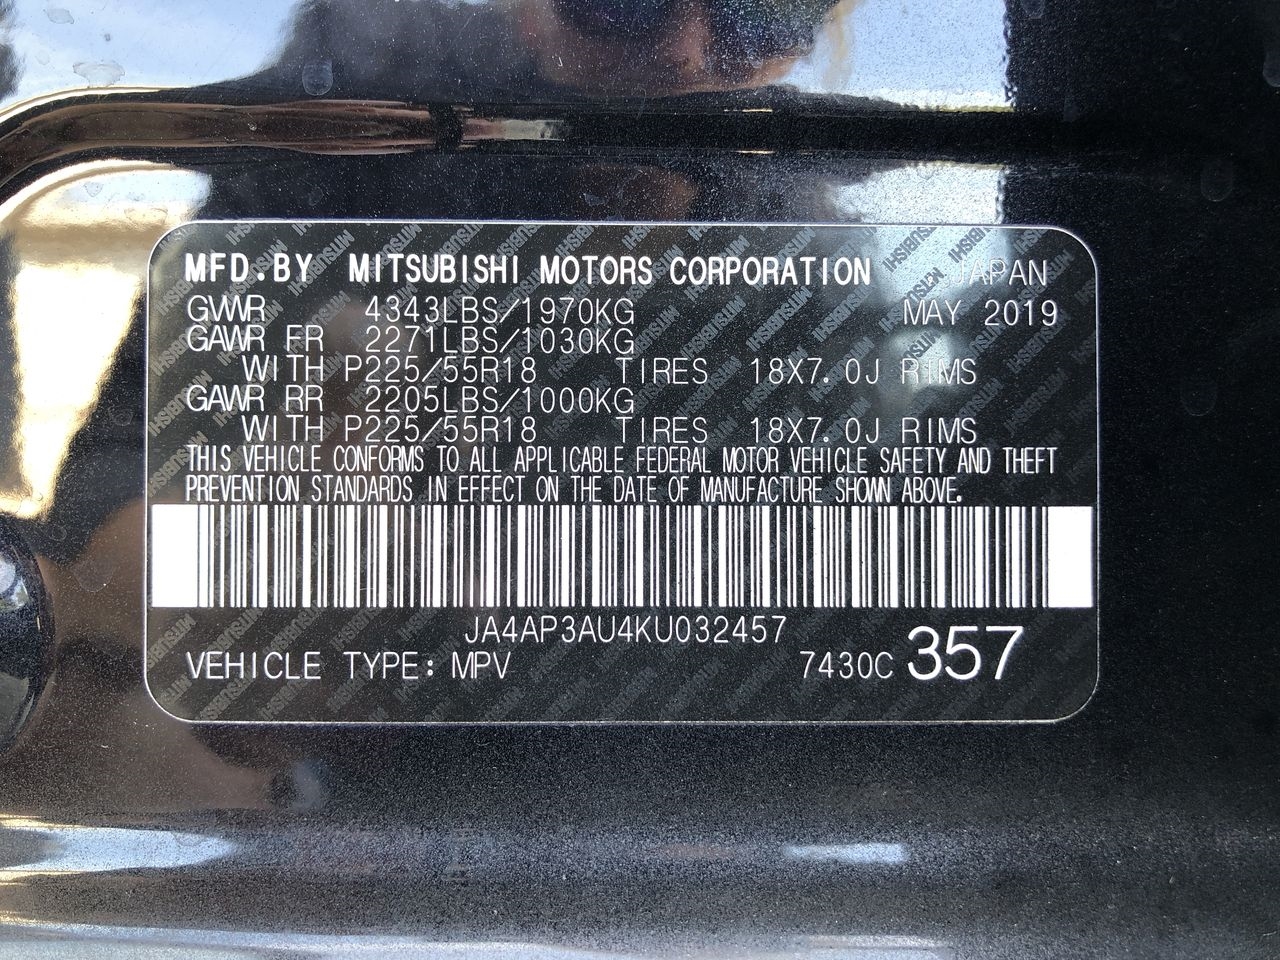 MFD.BY MITSUBISHI MOTORS CORPORATION JAPAN
GVWR 4343LBS/1970KG MAY 2019
GAWR FR 2271LBS/1030KG
WITH P225/55R18 TIRES 18X7.0J RIMS
GAWR RR 2205LBS/1000KG
WITH P225/55R18 TIRES 18X7.0J RIMS
THIS VEHICLE CONFORMS TO ALL APPLICABLE FEDERAL MOTOR VEHICLE SAFETY AND THEFT
PREVENTION STANDARDS IN EFFECT ON THE DATE OF MANUFACTURE SHOWN ABOVE.
JA4AP3AU4KU032457
VEHICLE TYPE: MPV 7430C 357